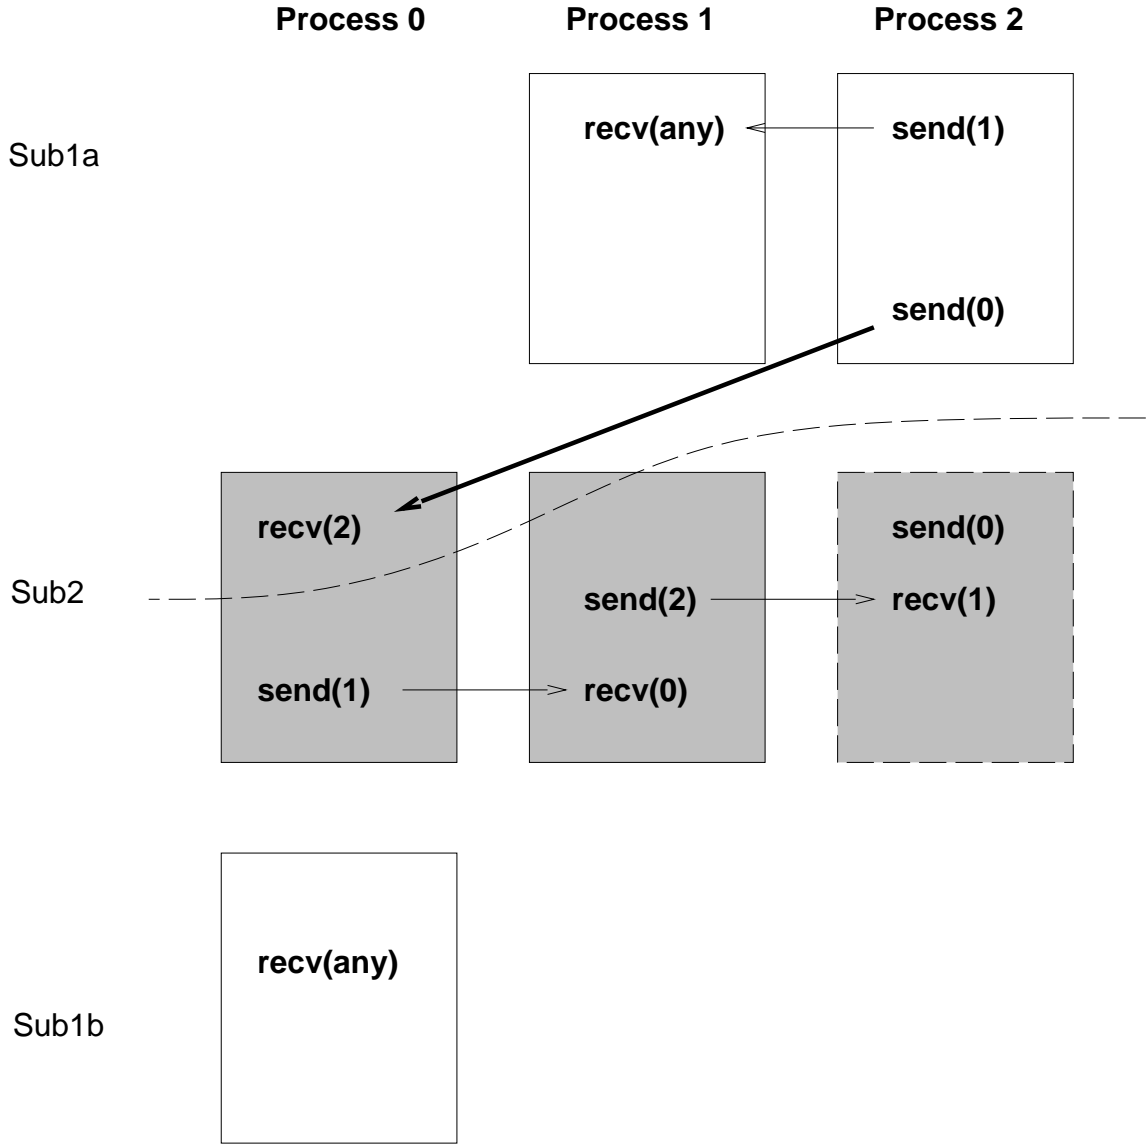 Process 0 Process 1 Process 2
recv(any) send(1)
Sub1a
send(0)
recv(2) send(0)
Sub2 send(2) recv(1)
send(1) recv(0)
recv(any)
Sub1b